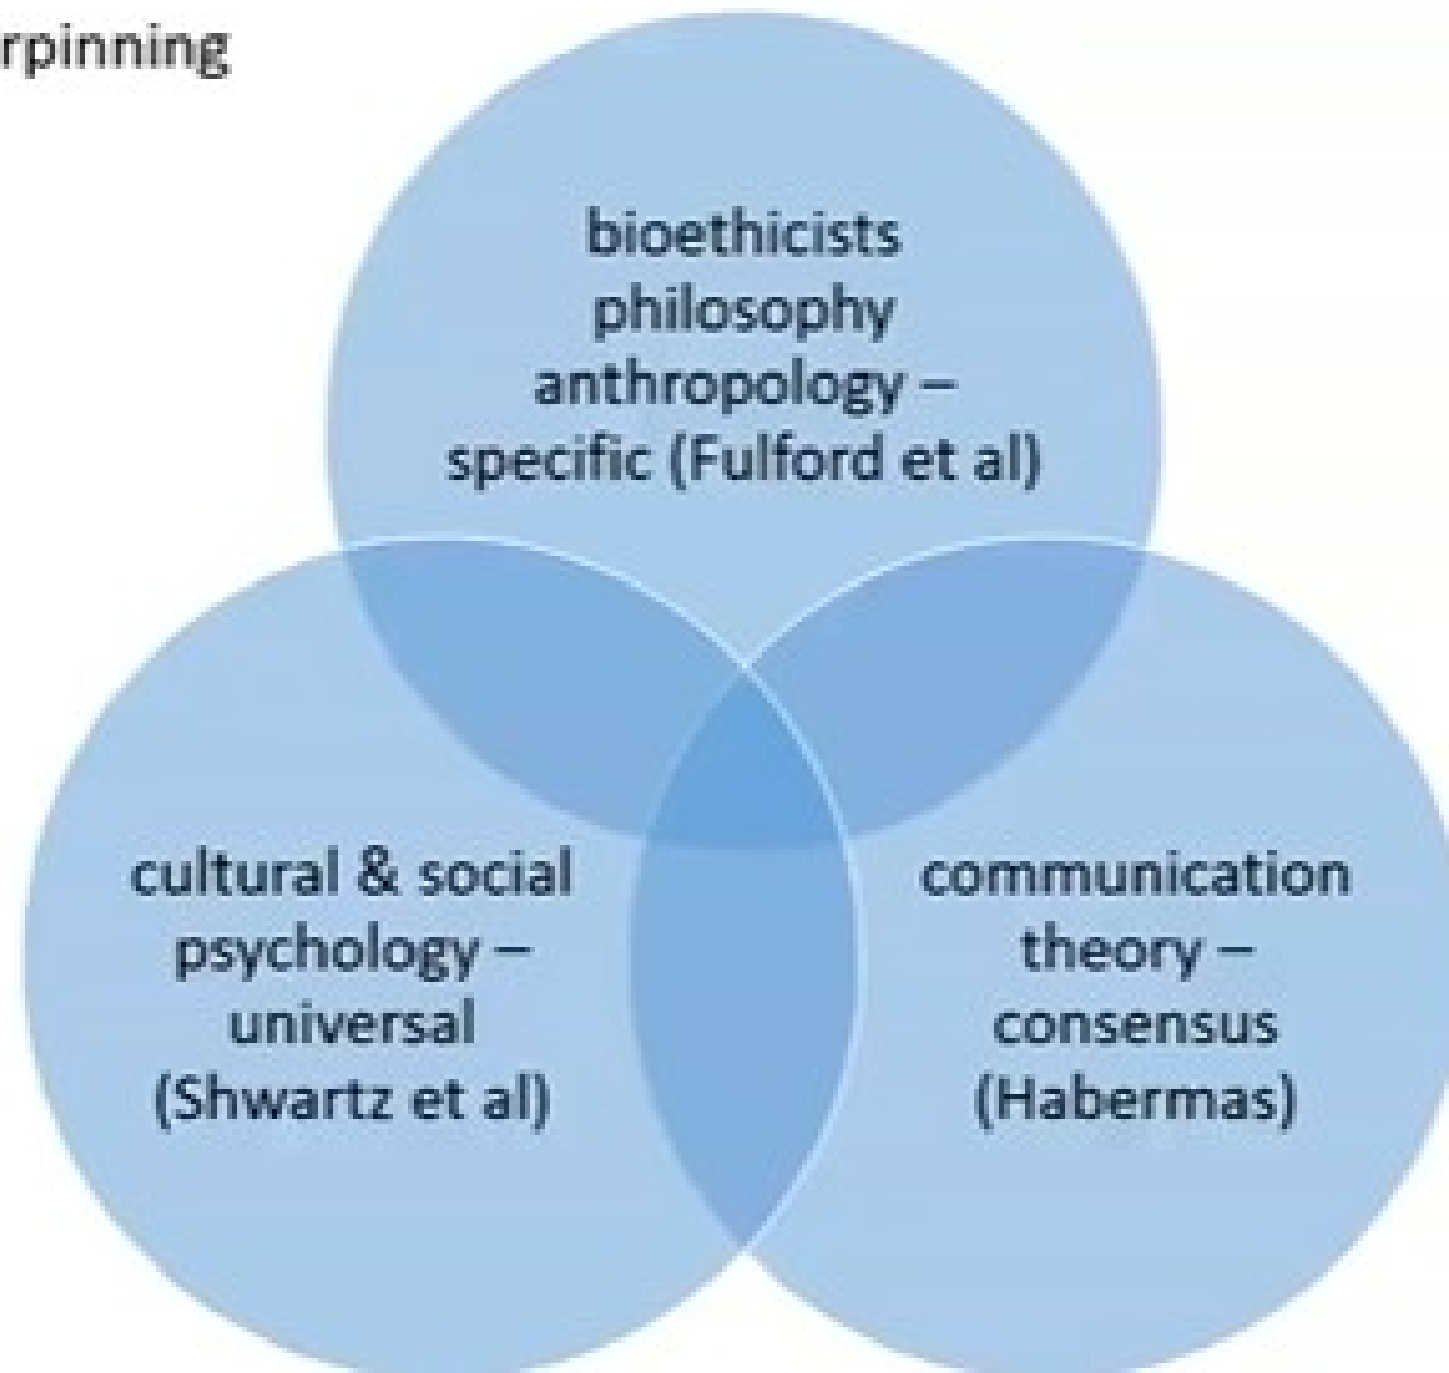 rpinning
bioethicists
philosophy
anthropology –
specific (Fulford et al)
cultural & social
psychology –
universal
(Shwartz et al)
communication
theory –
consensus
(Habermas)